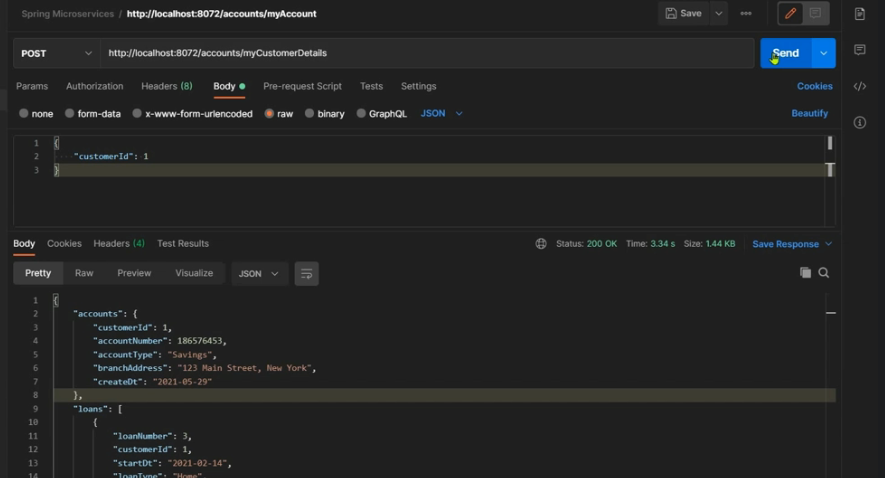 Spring Microservices / http://localhost:8072/accounts/myAccount
Save
POST http://localhost:8072/accounts/myCustomerDetails Send
Params Authorization Headers (8) Body Pre-request Script Tests Settings Cookies
none form-data x-www-form-urlencoded raw binary GraphQL JSON Beautify
1 {
2 "customerId": 1
3 }
Body Cookies Headers (4) Test Results Status: 200 OK Time: 3.34 s Size: 1.44 KB Save Response
Pretty Raw Preview Visualize JSON
1 {
2 "accounts": {
3 "customerId": 1,
4 "accountNumber": 186576453,
5 "accountType": "Savings",
6 "branchAddress": "123 Main Street, New York",
7 "createDt": "2021-05-29"
8 },
9 "loans": [
10 {
11 "loanNumber": 3,
12 "customerId": 1,
13 "startDt": "2021-02-14",
14 "loanType": "Home"